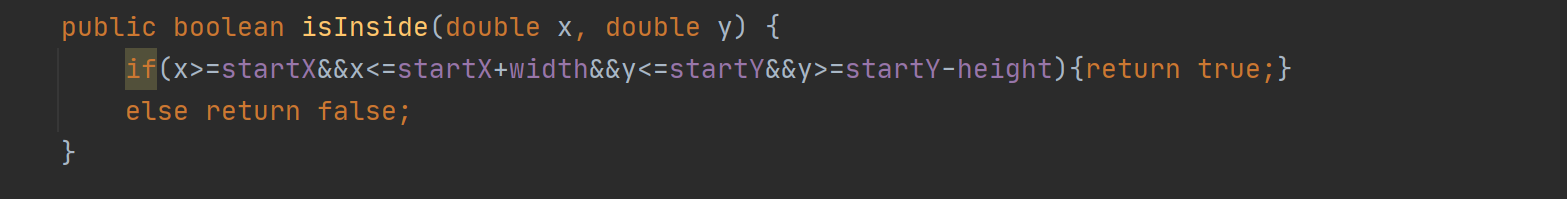 public boolean isInside(double x, double y) {
if(x>=startX&&x<=startX+width&&y<=startY&&y>=startY-height){return true;}
else return false;
}